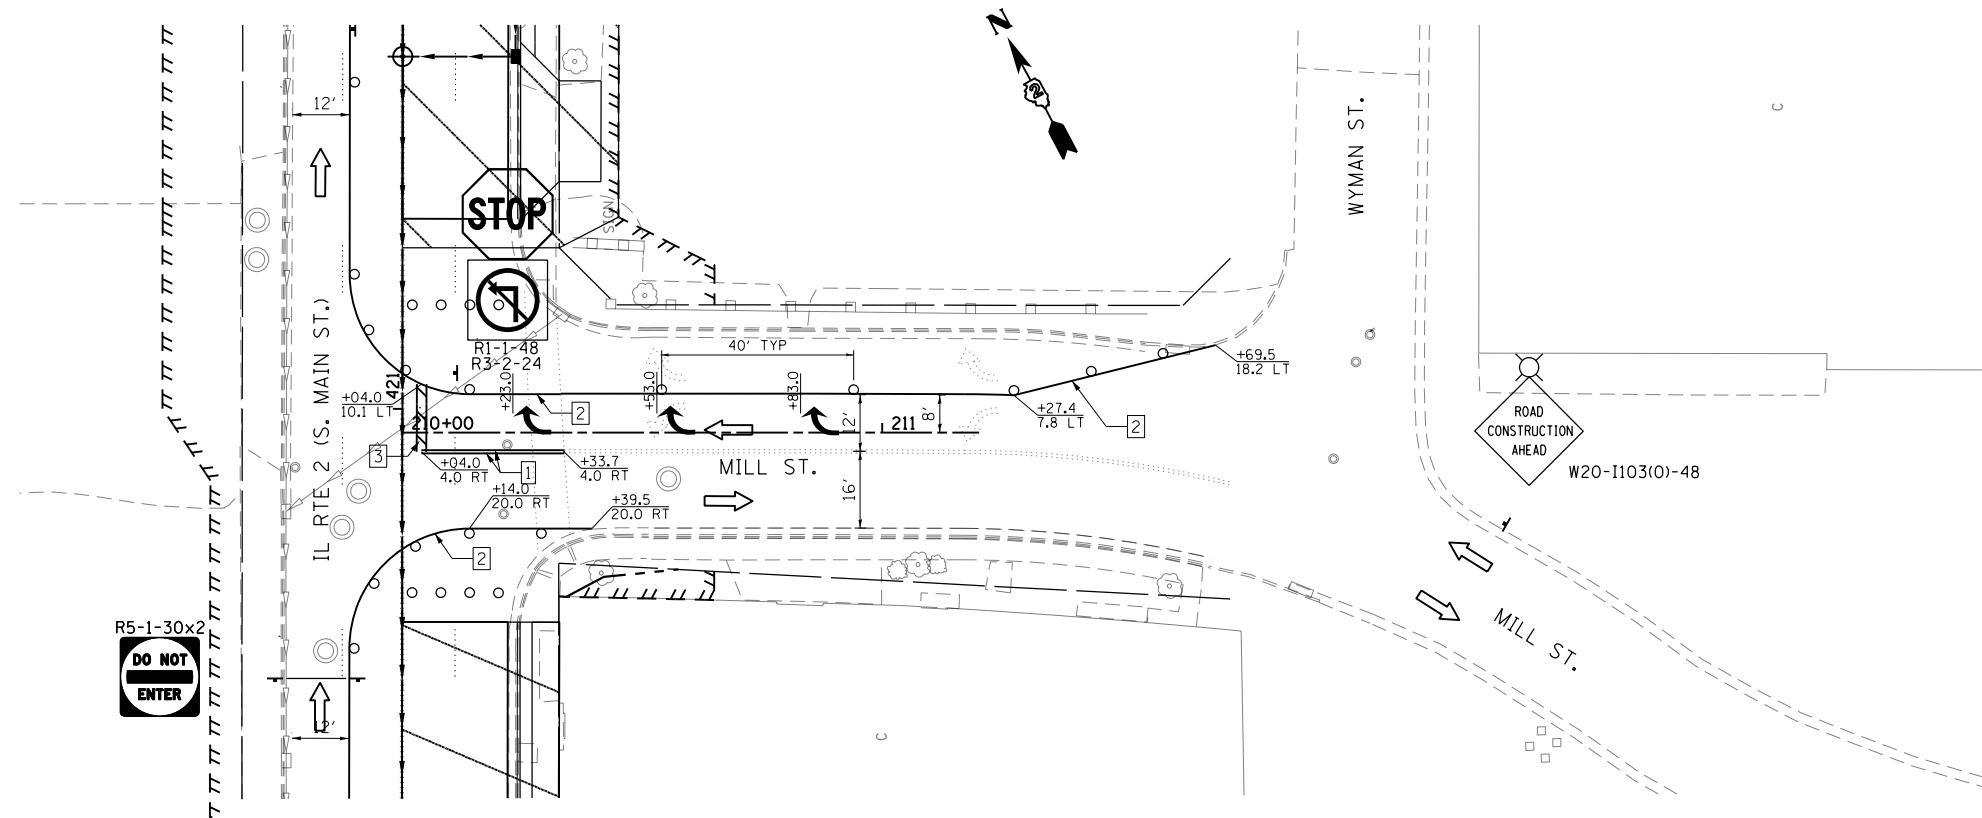 N
2
12'
WYMAN ST.
C
STOP
SIGN
IL RTE 2 (S. MAIN ST.)
R1-1-48
R3-2-24
40' TYP
+69.5
18.2 LT
421
+04.0
10.1 LT
+23.0
+53.0
+83.0
2
12'
8'
+27.4
7.8 LT
2
210+00
211
3
+04.0
4.0 RT
1
+33.7
4.0 RT
MILL ST.
ROAD
CONSTRUCTION
AHEAD
W20-I103(O)-48
+14.0
20.0 RT
+39.5
20.0 RT
16'
2
R5-1-30x2
DO NOT
ENTER
MILL ST.
12'
C